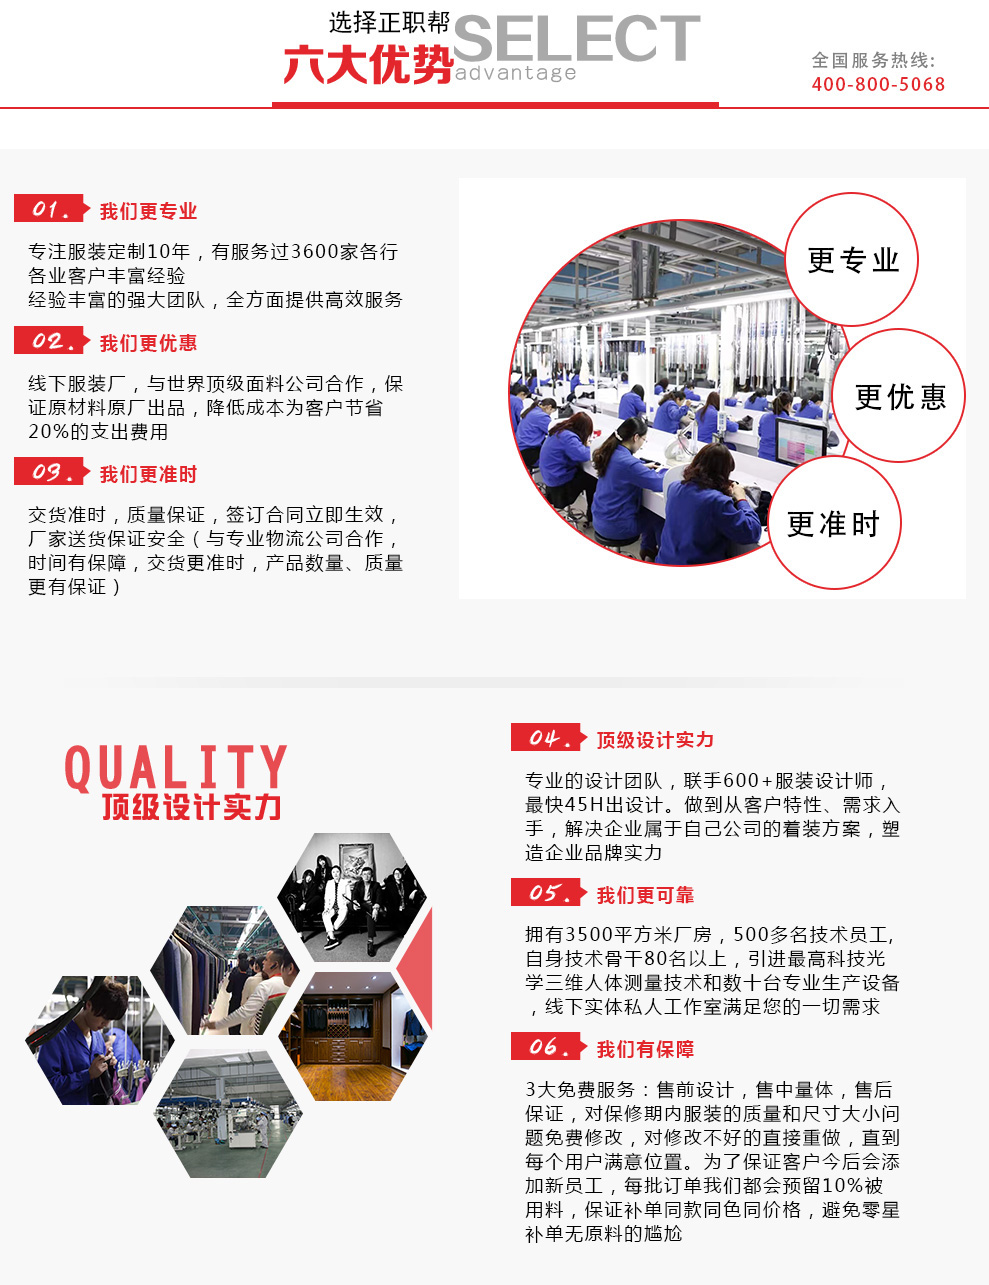 选择正职帮
SELECT
六大优势
advantage
全国服务热线:
400-800-5068
01.
我们更专业
专注服装定制10年，有服务过3600家各行
各业客户丰富经验
经验丰富的强大团队，全方面提供高效服务
02.
我们更优惠
线下服装厂，与世界顶级面料公司合作，保
证原材料原厂出品，降低成本为客户节省
20%的支出费用
03.
我们更准时
交货准时，质量保证，签订合同立即生效，
厂家送货保证安全（与专业物流公司合作，
时间有保障，交货更准时，产品数量、质量
更有保证）
更专业
更优惠
更准时
QUALITY
顶级设计实力
04.
顶级设计实力
专业的设计团队，联手600+服装设计师，
最快45H出设计。做到从客户特性、需求入
手，解决企业属于自己公司的着装方案，塑
造企业品牌实力
05.
我们更可靠
拥有3500平方米厂房，500多名技术员工,
自身技术骨干80名以上，引进最高科技光
学三维人体测量技术和数十台专业生产设备
，线下实体私人工作室满足您的一切需求
06.
我们有保障
3大免费服务：售前设计，售中量体，售后
保证，对保修期内服装的质量和尺寸大小问
题免费修改，对修改不好的直接重做，直到
每个用户满意位置。为了保证客户今后会添
加新员工，每批订单我们都会预留10%被
用料，保证补单同款同色同价格，避免零星
补单无原料的尴尬